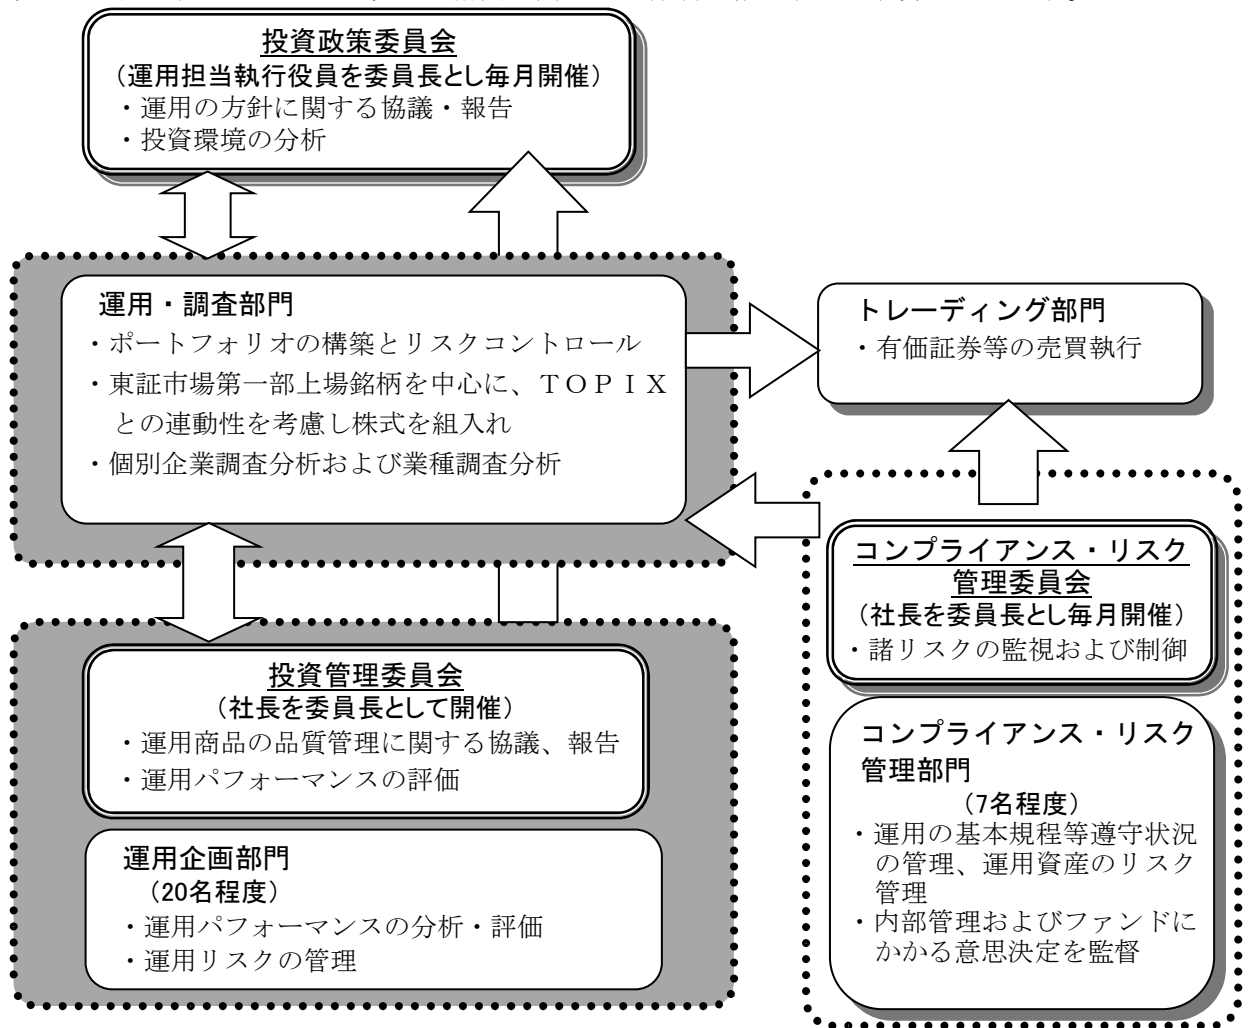 投資政策委員会
（運用担当執行役員を委員長とし毎月開催）
・運用の方針に関する協議・報告
・投資環境の分析
運用・調査部門
・ポートフォリオの構築とリスクコントロール
・東証市場第一部上場銘柄を中心に、ＴＯＰＩＸ
との連動性を考慮し株式を組入れ
・個別企業調査分析および業種調査分析
トレーディング部門
・有価証券等の売買執行
投資管理委員会
（社長を委員長として開催）
・運用商品の品質管理に関する協議、報告
・運用パフォーマンスの評価
運用企画部門
（20名程度）
・運用パフォーマンスの分析・評価
・運用リスクの管理
コンプライアンス・リスク
管理委員会
（社長を委員長とし毎月開催）
・諸リスクの監視および制御
コンプライアンス・リスク
管理部門
（7名程度）
・運用の基本規程等遵守状況
の管理、運用資産のリスク
管理
・内部管理およびファンドに
かかる意思決定を監督